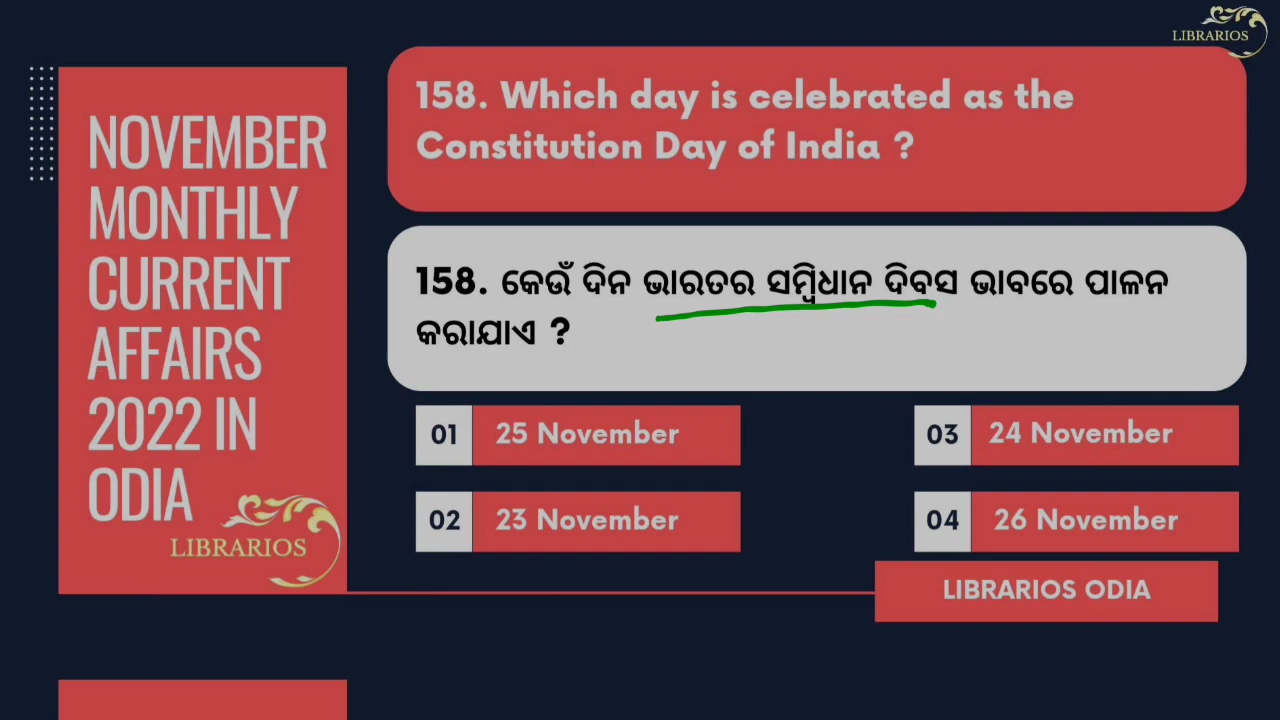 LIBRARIOS
NOVEMBER
MONTHLY
CURRENT
AFFAIRS
2022 IN
ODIA
LIBRARIOS
158. Which day is celebrated as the
Constitution Day of India ?
158. କେଉଁ ଦିନ ଭାରତର ସମ୍ବିଧାନ ଦିବସ ଭାବରେ ପାଳନ
କରାଯାଏ ?
01 25 November
03 24 November
02 23 November
04 26 November
LIBRARIOS ODIA